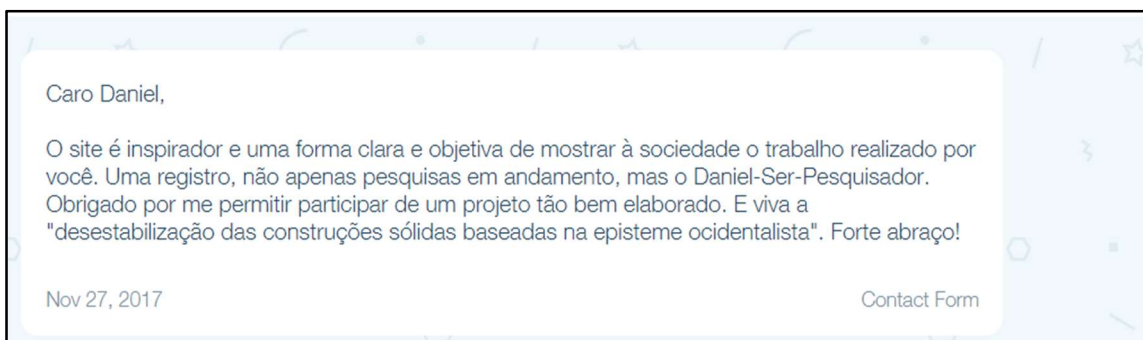 Caro Daniel,
O site é inspirador e uma forma clara e objetiva de mostrar à sociedade o trabalho realizado por
você. Uma registro, não apenas pesquisas em andamento, mas o Daniel-Ser-Pesquisador.
Obrigado por me permitir participar de um projeto tão bem elaborado. E viva a
"desestabilização das construções sólidas baseadas na episteme ocidentalista". Forte abraço!
Nov 27, 2017 Contact Form